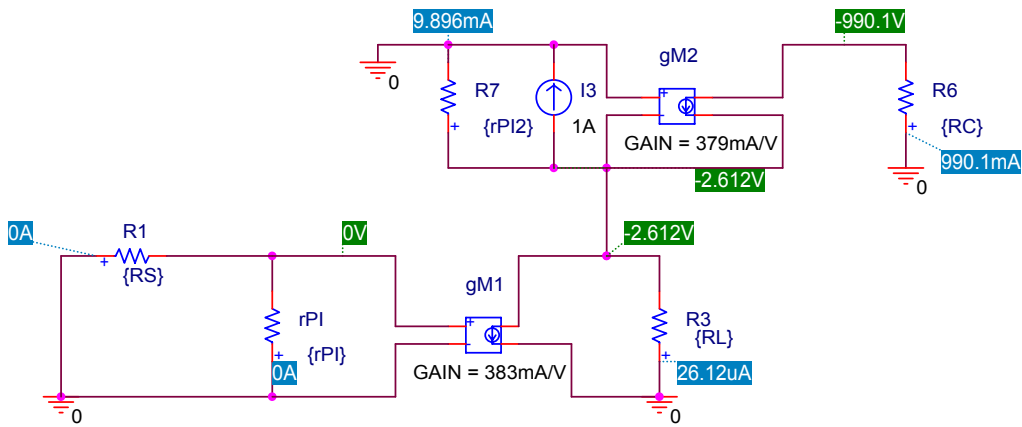 9.896mA
-990.1V
gM2
0
R7
I3
R6
{rPI2}
1A
GAIN = 379mA/V
{RC}
990.1mA
0
-2.612V
0A
R1
0V
-2.612V
{RS}
gM1
rPI
R3
{rPI}
{RL}
0A
GAIN = 383mA/V
26.12uA
0
0